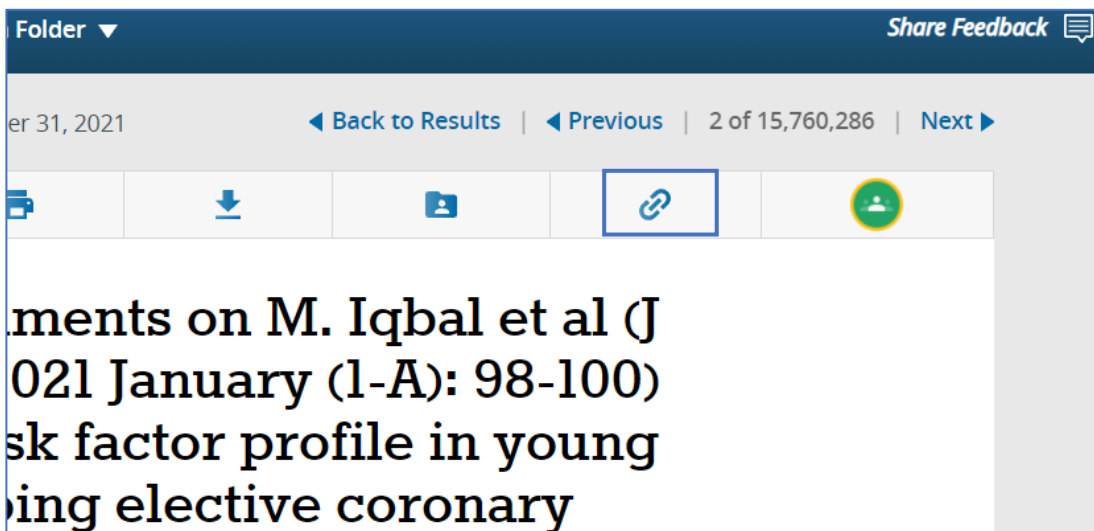 Folder
Share Feedback
er 31, 2021
Back to Results | Previous | 2 of 15,760,286 | Next
ments on M. Iqbal et al (J
021 January (1-A): 98-100)
sk factor profile in young
ing elective coronary